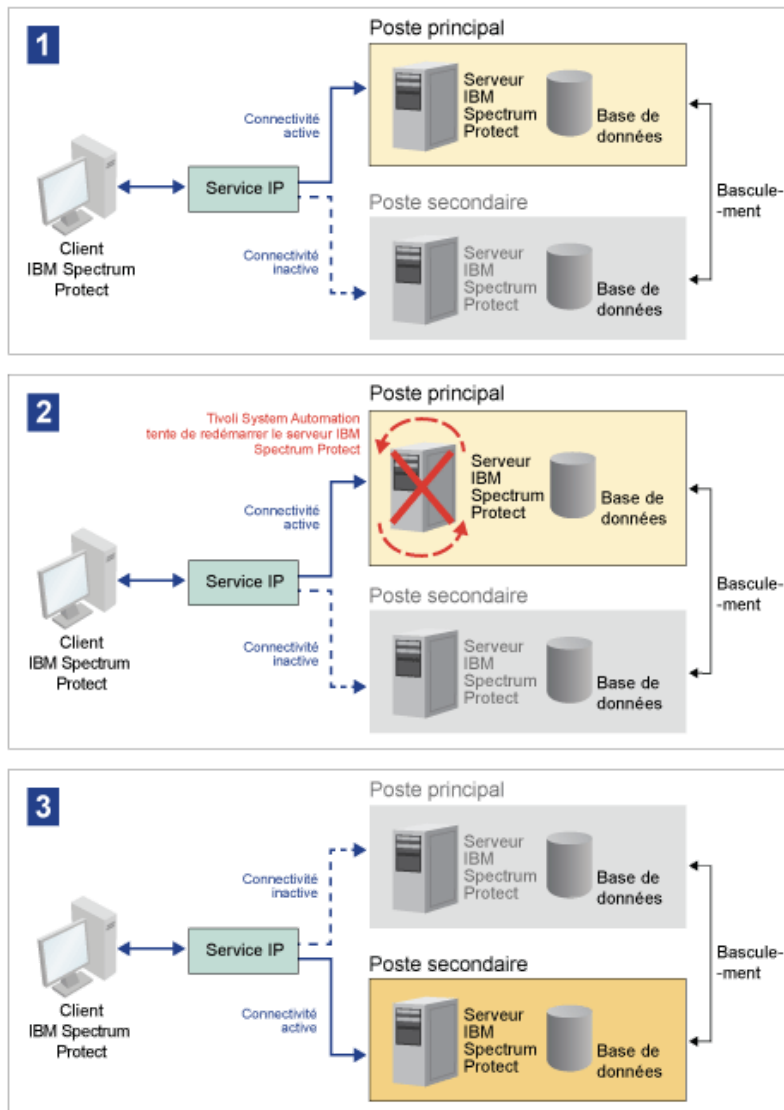 1
Poste principal
Serveur
IBM
Spectrum
Protect
Base de
données
Connectivité
active
Service IP
Client
IBM Spectrum
Protect
Bascule-
-ment
Poste secondaire
Connectivité
inactive
Serveur
IBM
Spectrum
Protect
Base de
données
2
Poste principal
Tivoli System Automation
tente de redémarrer le serveur IBM
Spectrum Protect
Serveur
IBM
Spectrum
Protect
Base de
données
Connectivité
active
Service IP
Client
IBM Spectrum
Protect
Bascule-
-ment
Poste secondaire
Connectivité
inactive
Serveur
IBM
Spectrum
Protect
Base de
données
3
Poste principal
Serveur
IBM
Spectrum
Protect
Base de
données
Connectivité
inactive
Service IP
Client
IBM Spectrum
Protect
Bascule-
-ment
Poste secondaire
Connectivité
active
Serveur
IBM
Spectrum
Protect
Base de
données